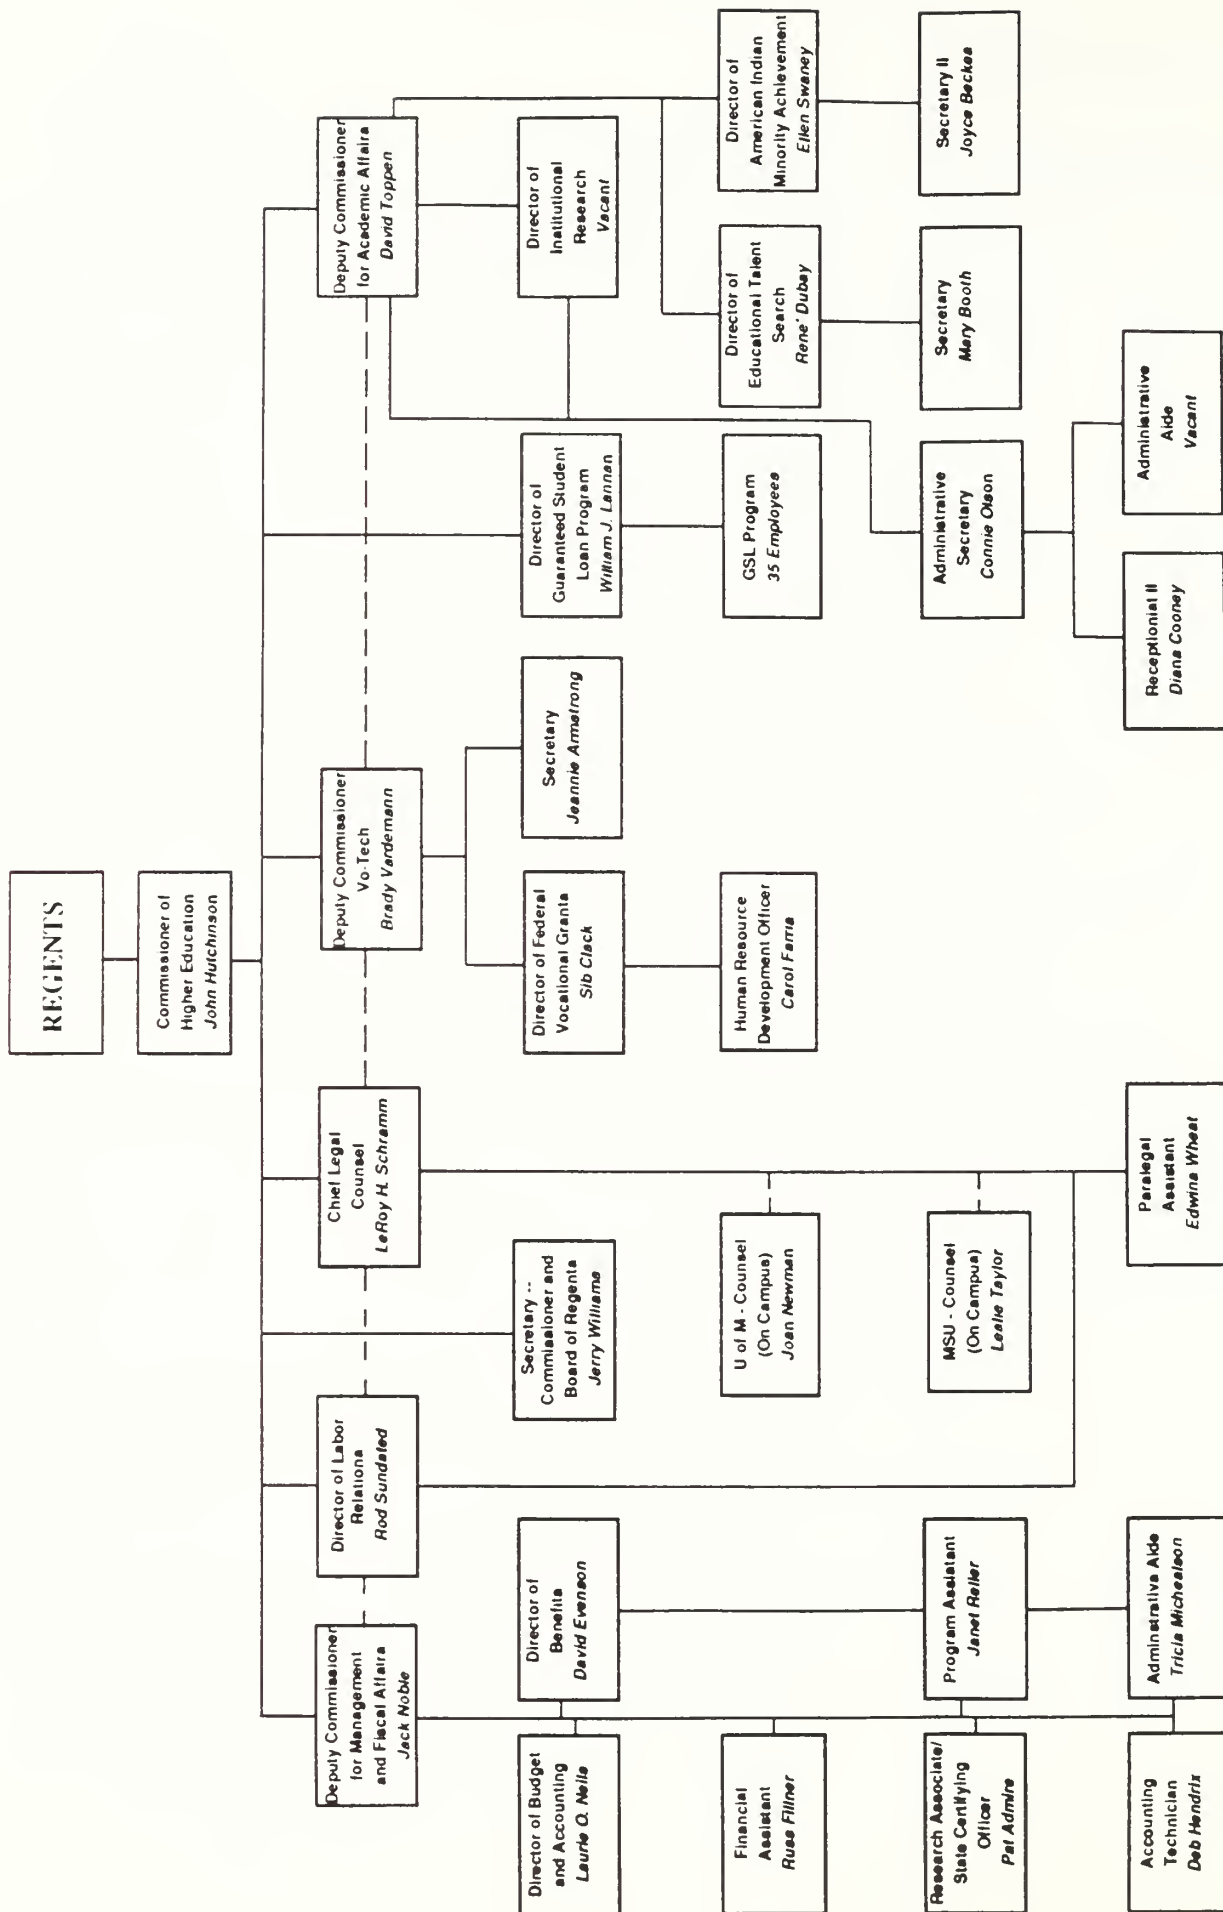 REGENTS
Commissioner of
Higher Education
John Hutchinson
Deputy Commissioner
for Management
and Fiscal Affairs
Jack Noble
Director of Labor
Relations
Rod Sundsted
Chief Legal
Counsel
LeRoy H. Schramm
Deputy Commissioner
Vo-Tech
Brady Vardemann
Deputy Commissioner
for Academic Affairs
David Toppen
Director of Budget
and Accounting
Laurie O. Neils
Director of
Benefits
David Evenson
Secretary --
Commissioner and
Board of Regents
Jerry Williams
Director of Federal
Vocational Grants
Sib Clack
Secretary
Jeannie Armstrong
Director of
Guaranteed Student
Loan Program
William J. Lannan
Director of
Institutional
Research
Vacant
Financial
Assistant
Russ Fillner
U of M - Counsel
(On Campus)
Joan Newman
Human Resource
Development Officer
Carol Farris
GSL Program
35 Employees
Director of
Educational Talent
Search
Rene' Dubay
Director of
American Indian
Minority Achievement
Ellen Swaney
Research Associate/
State Certifying
Officer
Pat Admire
Program Assistant
Janet Reller
MSU - Counsel
(On Campus)
Leslie Taylor
Administrative
Secretary
Connie Olson
Secretary
Mary Booth
Secretary II
Joyce Beckes
Accounting
Technician
Deb Hendrix
Adminstrative Aide
Tricia Michealson
Paralegal
Assistant
Edwina Wheat
Receptionist II
Diana Cooney
Administrative
Aide
Vacant